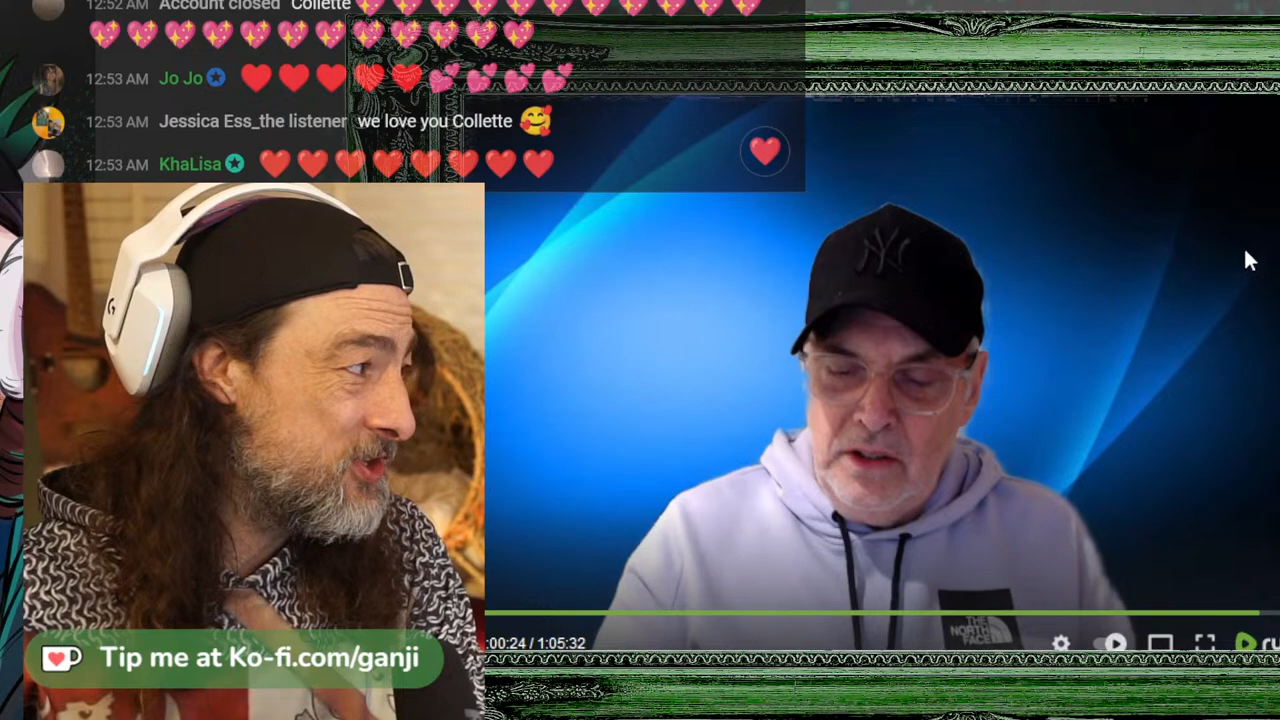 12:52 AM Account closed Collette 💖💖💖💖💖💖💖💖💖💖💖
💖💖💖💖💖💖💖💖💖💖💖💖
12:53 AM Jo Jo ❤️❤️❤️🍓🍓💕💕💕💕
12:53 AM Jessica Ess_the listener we love you Collette 🥰
12:53 AM KhaLisa ❤️❤️❤️❤️❤️❤️❤️❤️
NY
G
THE
NORTH
FACE
:00:24 / 1:05:32
Tip me at Ko-fi.com/ganji